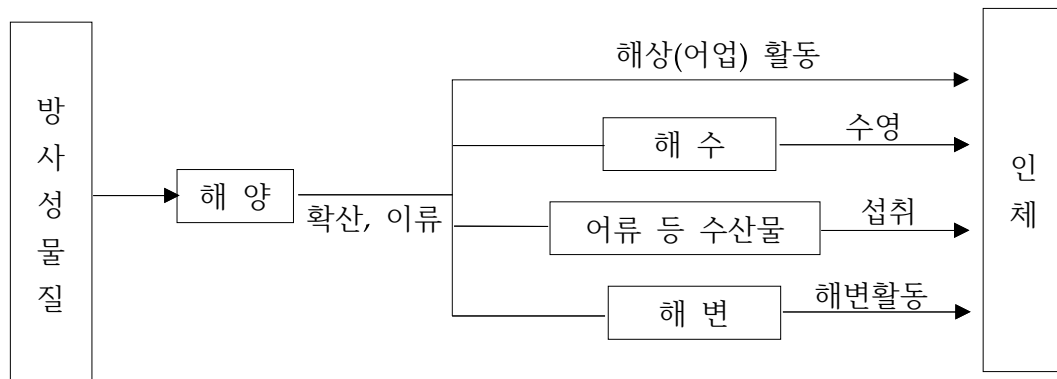 방사성물질
해 양
확산, 이류
해상(어업) 활동
해 수
수영
어류 등 수산물
섭취
해 변
해변활동
인체